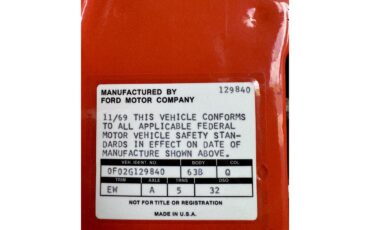 MANUFACTURED BY 129840
FORD MOTOR COMPANY
11/69 THIS VEHICLE CONFORMS
TO ALL APPLICABLE FEDERAL
MOTOR VEHICLE SAFETY STAN-
DARDS IN EFFECT ON DATE OF
MANUFACTURE SHOWN ABOVE.
VEH. IDENT. NO. BODY COL
0F02G129840 63B Q
TRIM AXLE TRNS DSO
EW A 5 32
NOT FOR TITLE OR REGISTRATION
MADE IN U.S.A.